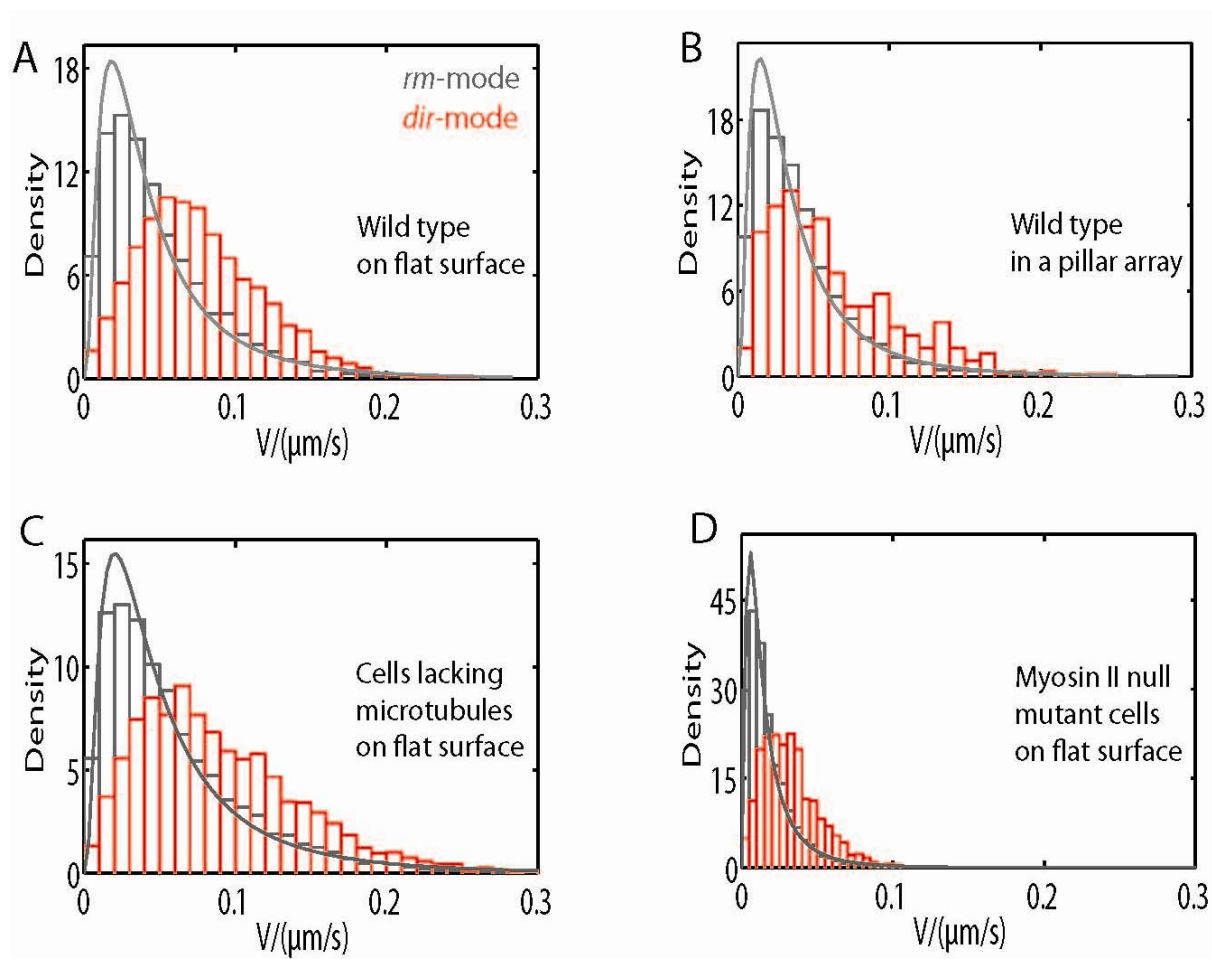 A
18
12
6
0
Density
rm-mode
dir-mode
Wild type
on flat surface
0 0.1 0.2 0.3
V/(μm/s)
B
18
12
6
0
Density
Wild type
in a pillar array
0 0.1 0.2 0.3
V/(μm/s)
C
15
10
5
0
Density
Cells lacking
microtubules
on flat surface
0 0.1 0.2 0.3
V/(μm/s)
D
45
30
15
0
Density
Myosin II null
mutant cells
on flat surface
0 0.1 0.2 0.3
V/(μm/s)